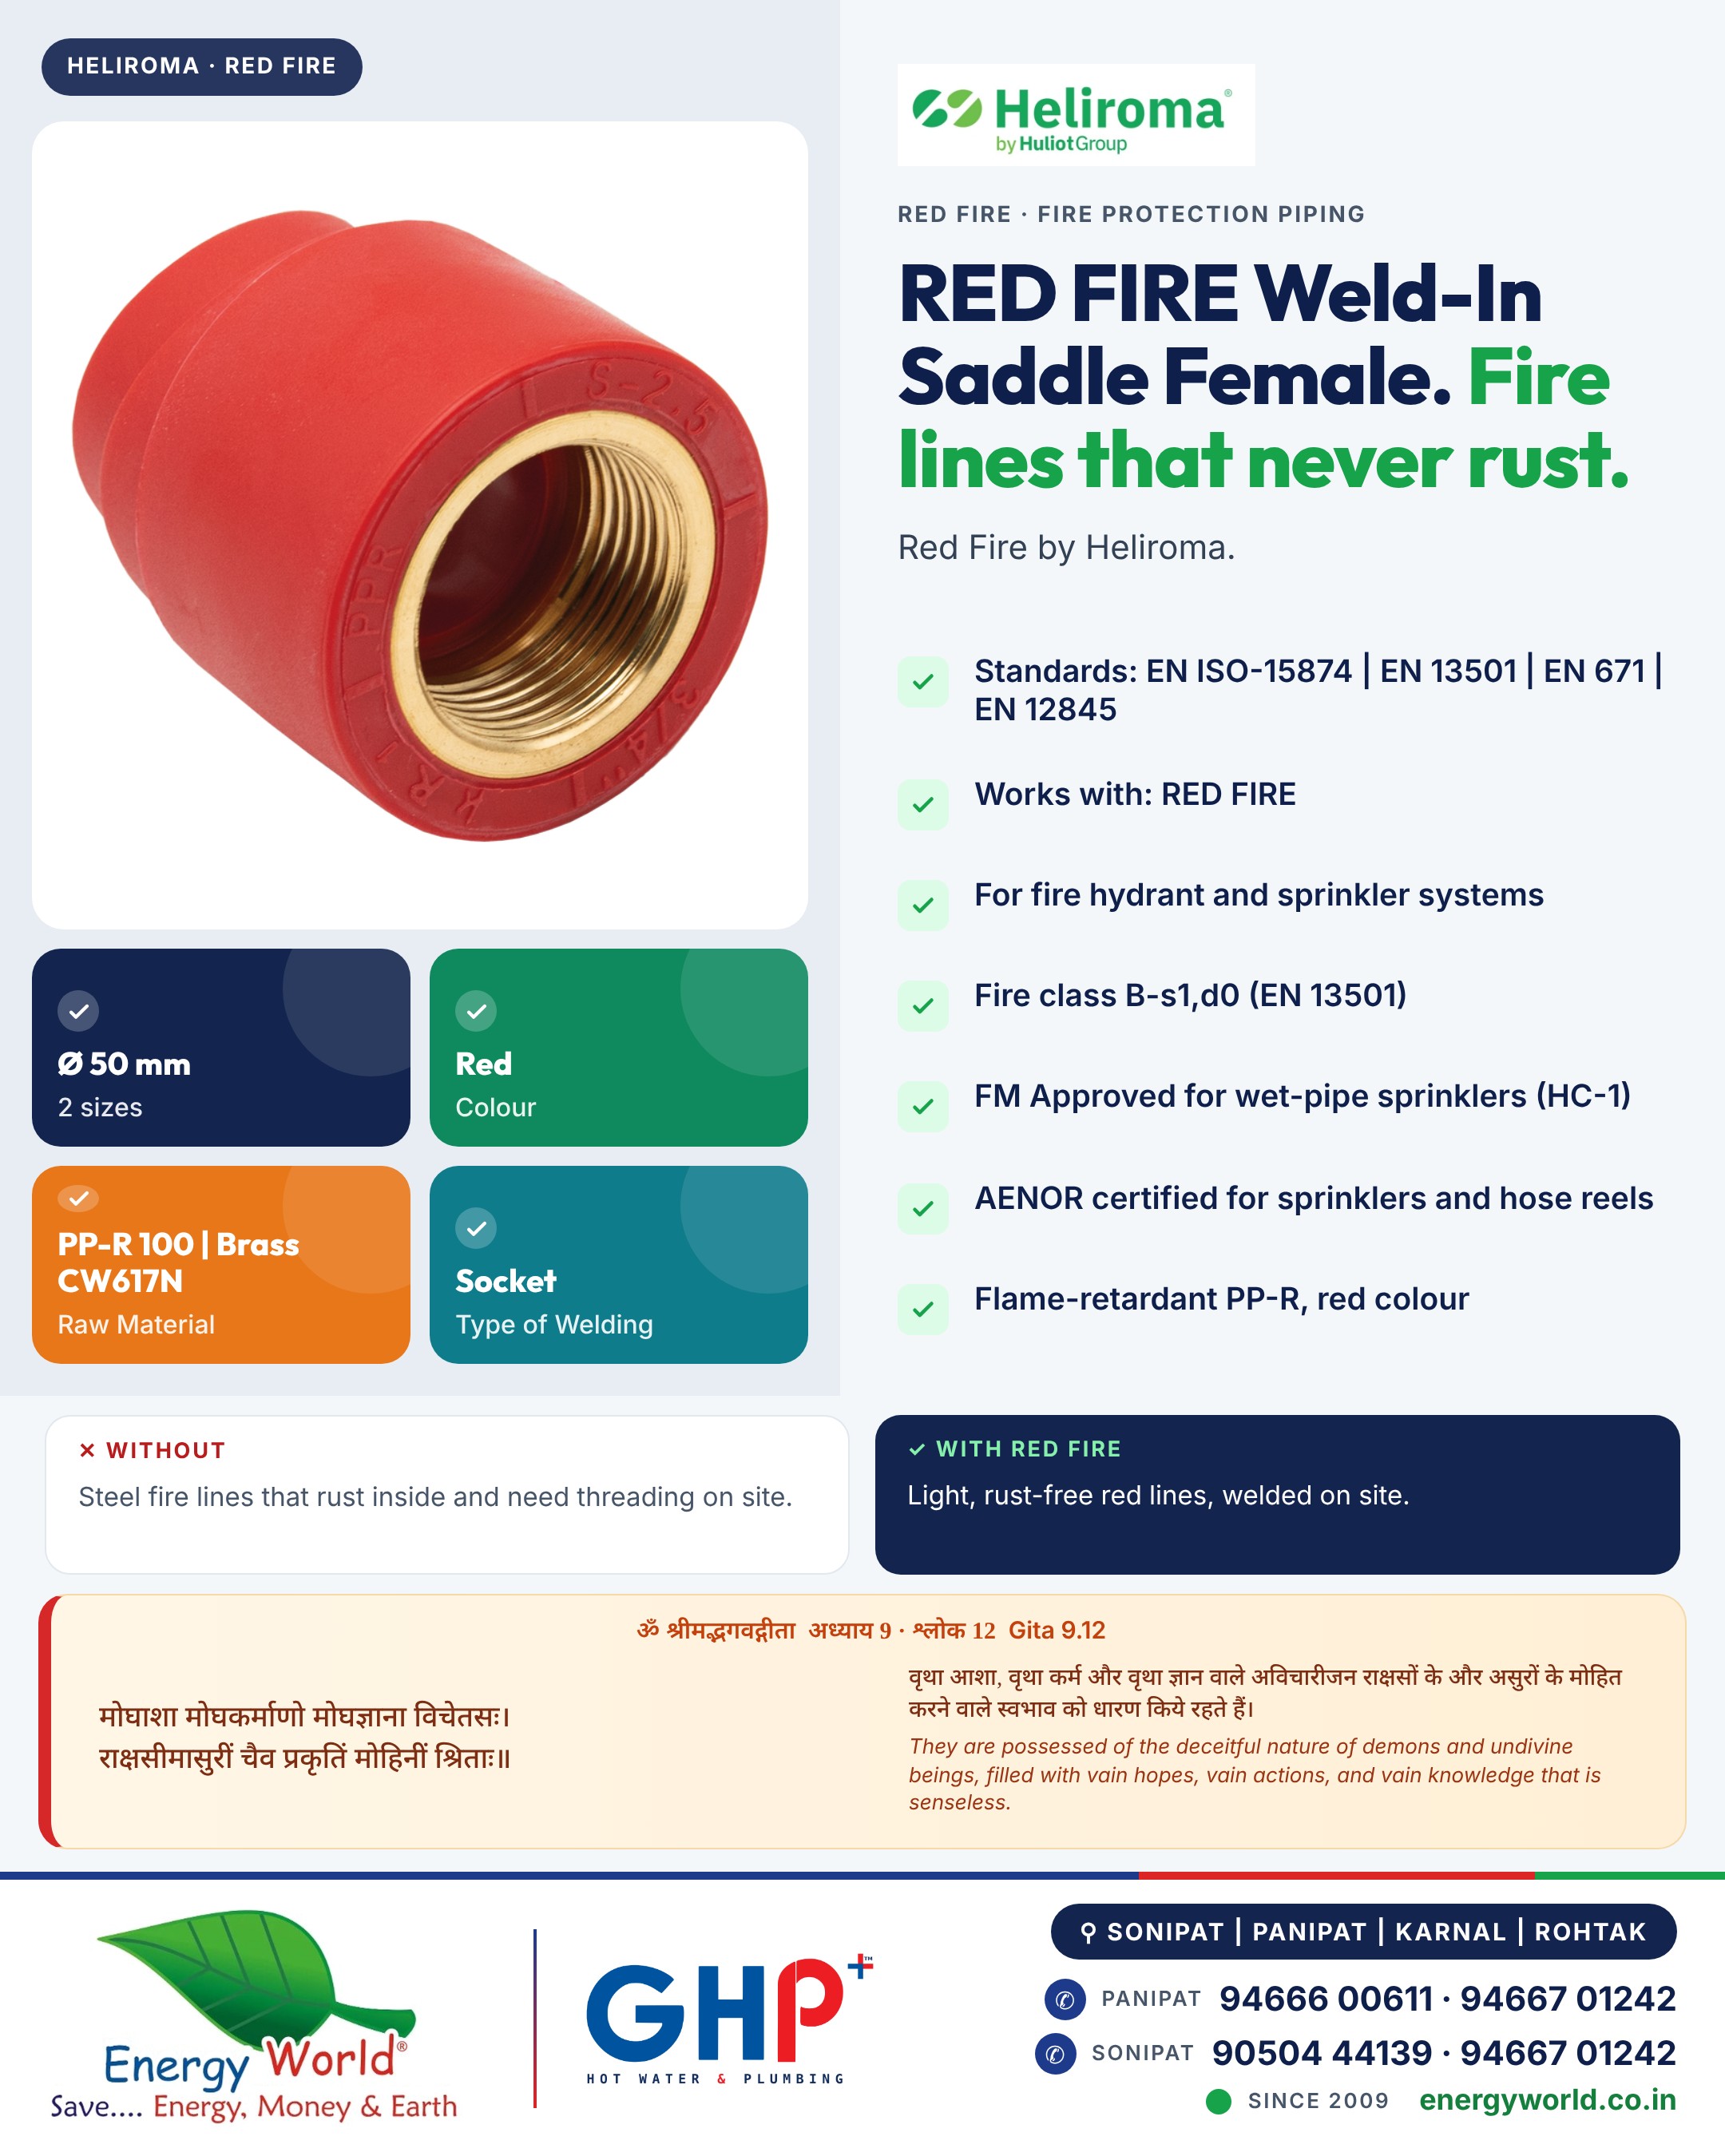 HELIROMA · RED FIRE
S-2.5
PPR
3/4"
Heliroma®
by Huliot Group
RED FIRE · FIRE PROTECTION PIPING
RED FIRE Weld-In
Saddle Female. Fire
lines that never rust.
Red Fire by Heliroma.
Standards: EN ISO-15874 | EN 13501 | EN 671 |
EN 12845
Works with: RED FIRE
For fire hydrant and sprinkler systems
Fire class B-s1,d0 (EN 13501)
FM Approved for wet-pipe sprinklers (HC-1)
AENOR certified for sprinklers and hose reels
Flame-retardant PP-R, red colour
Ø 50 mm
2 sizes
Red
Colour
PP-R 100 | Brass
CW617N
Raw Material
Socket
Type of Welding
× WITHOUT
Steel fire lines that rust inside and need threading on site.
✓ WITH RED FIRE
Light, rust-free red lines, welded on site.
ॐ श्रीमद्भगवद्गीता अध्याय 9 · श्लोक 12 Gita 9.12
मोघाशा मोघकर्माणो मोघज्ञाना विचेतसः।
राक्षसीमासुरीं चैव प्रकृतिं मोहिनीं श्रिताः॥
वृथा आशा, वृथा कर्म और वृथा ज्ञान वाले अविचारीजन राक्षसों के और असुरों के मोहित
करने वाले स्वभाव को धारण किये रहते हैं।
They are possessed of the deceitful nature of demons and undivine
beings, filled with vain hopes, vain actions, and vain knowledge that is
senseless.
Energy World®
Save.... Energy, Money & Earth
GHP+™
HOT WATER & PLUMBING
SONIPAT | PANIPAT | KARNAL | ROHTAK
PANIPAT 94666 00611 · 94667 01242
SONIPAT 90504 44139 · 94667 01242
SINCE 2009 energyworld.co.in